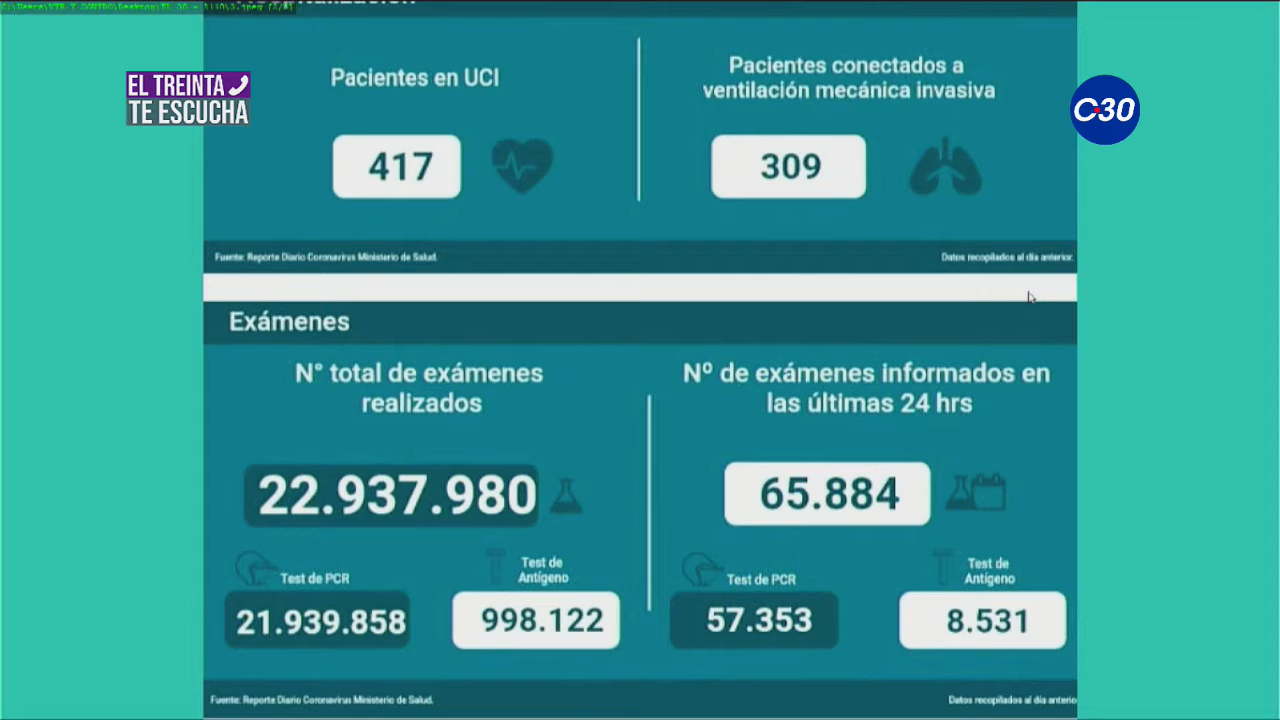 EL TREINTA
TE ESCUCHA
C30
Pacientes en UCI
417
Pacientes conectados a
ventilación mecánica invasiva
309
Fuente: Reporte Diario Coronavirus Ministerio de Salud.
Datos recopilados al día anterior.
Exámenes
N° total de exámenes
realizados
22.937.980
Test de PCR
21.939.858
Test de
Antígeno
998.122
Nº de exámenes informados en
las últimas 24 hrs
65.884
Test de PCR
57.353
Test de
Antígeno
8.531
Fuente: Reporte Diario Coronavirus Ministerio de Salud.
Datos recopilados al día anterio